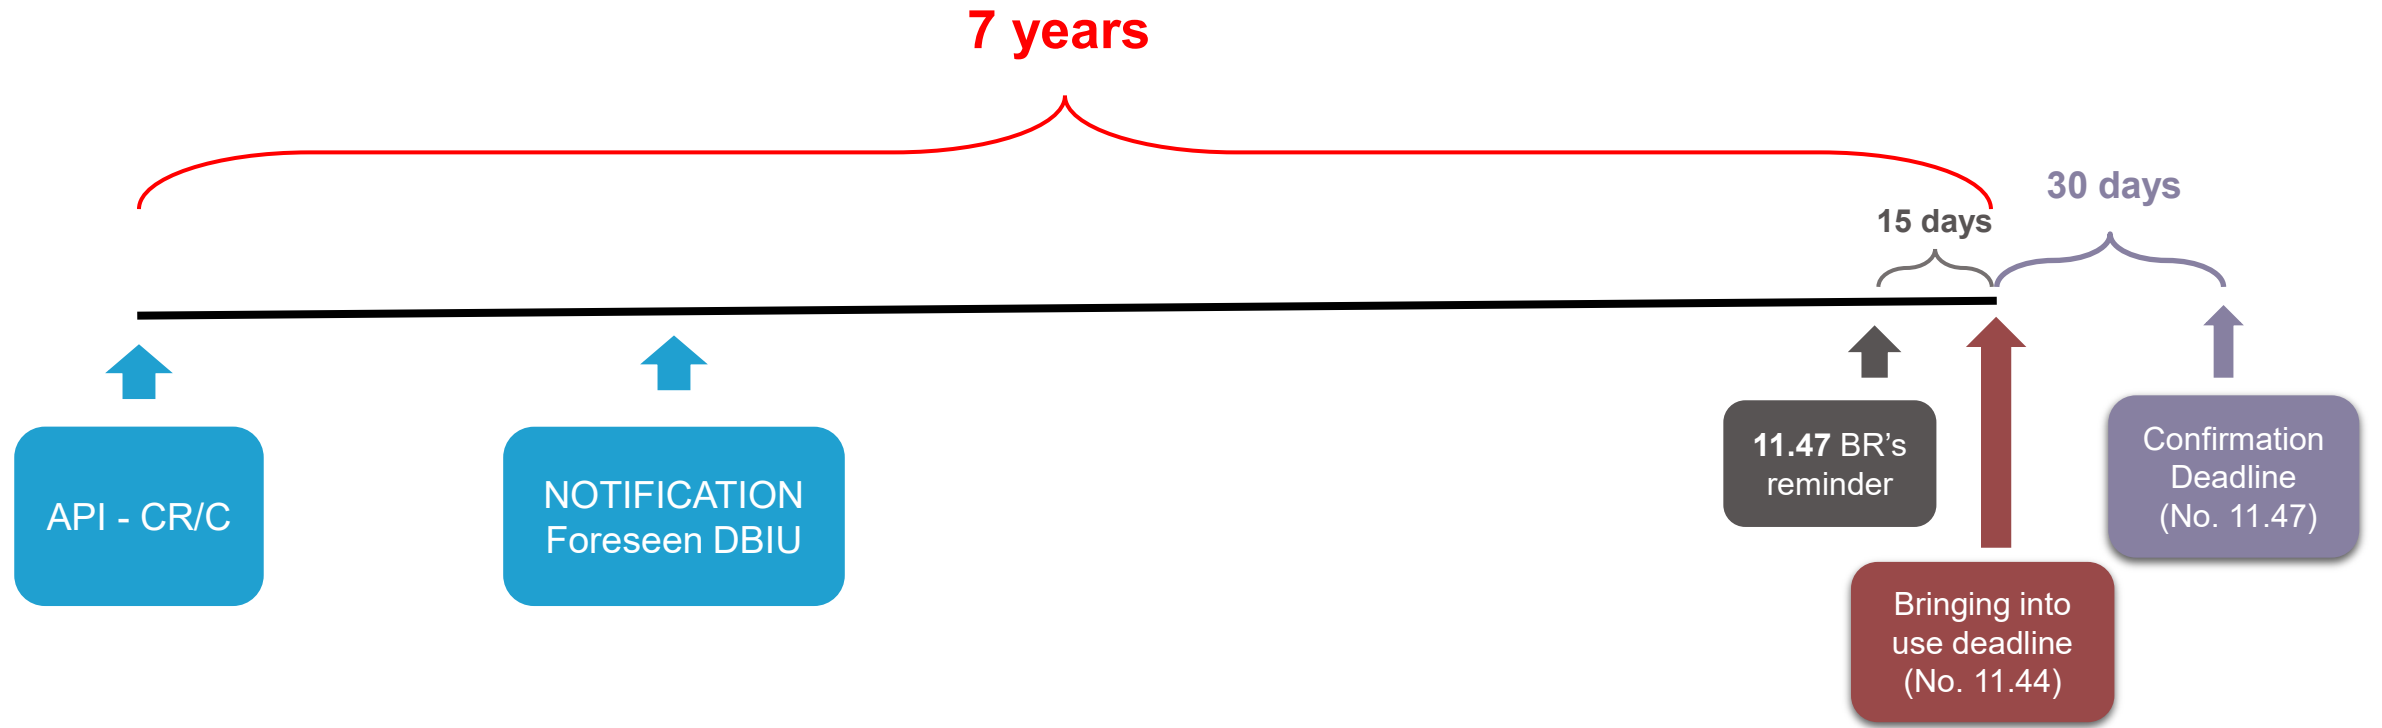 7 years
30 days
15 days
API - CR/C
NOTIFICATION
Foreseen DBIU
11.47 BR’s
reminder
Bringing into
use deadline
(No. 11.44)
Confirmation
Deadline
(No. 11.47)